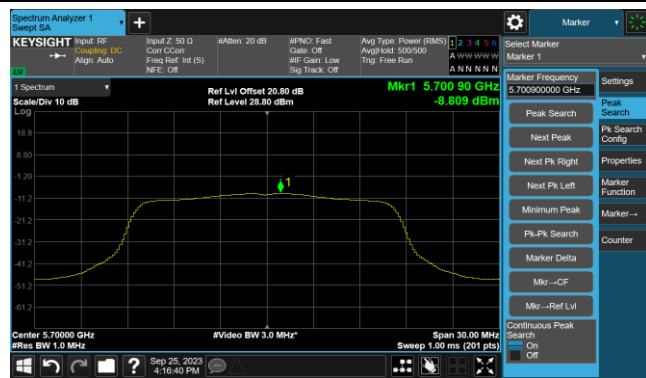 Spectrum Analyzer 1
Swept SA
Marker
KEYSIGHT
Input: RF
Coupling: DC
Align: Auto
Input Z: 50 Ω
Corr CCorr
Freq Ref: Int (S)
NFE: Off
#Atten: 20 dB
#PNO: Fast
Gate: Off
#IF Gain: Low
Sig Track: Off
Avg Type: Power (RMS)
Avg|Hold: 500/500
Trig: Free Run
1 2 3 4 5 6
A W W W W W
A N N N N N
LV
Select Marker
Marker 1
1 Spectrum
Scale/Div 10 dB
Log
Ref Lvl Offset 20.80 dB
Ref Level 28.80 dBm
Mkr1 5.700 90 GHz
-8.809 dBm
18.8
8.80
-1.20
-11.2
-21.2
-31.2
-41.2
-51.2
-61.2
1
Center 5.70000 GHz
#Res BW 1.0 MHz
#Video BW 3.0 MHz*
Span 30.00 MHz
Sweep 1.00 ms (201 pts)
Marker Frequency
5.700900000 GHz
Peak Search
Next Peak
Next Pk Right
Next Pk Left
Minimum Peak
Pk-Pk Search
Marker Delta
Mkr→CF
Mkr→Ref Lvl
Continuous Peak
Search
On
Off
Settings
Peak
Search
Pk Search
Config
Properties
Marker
Function
Marker→
Counter
Sep 25, 2023
4:16:40 PM